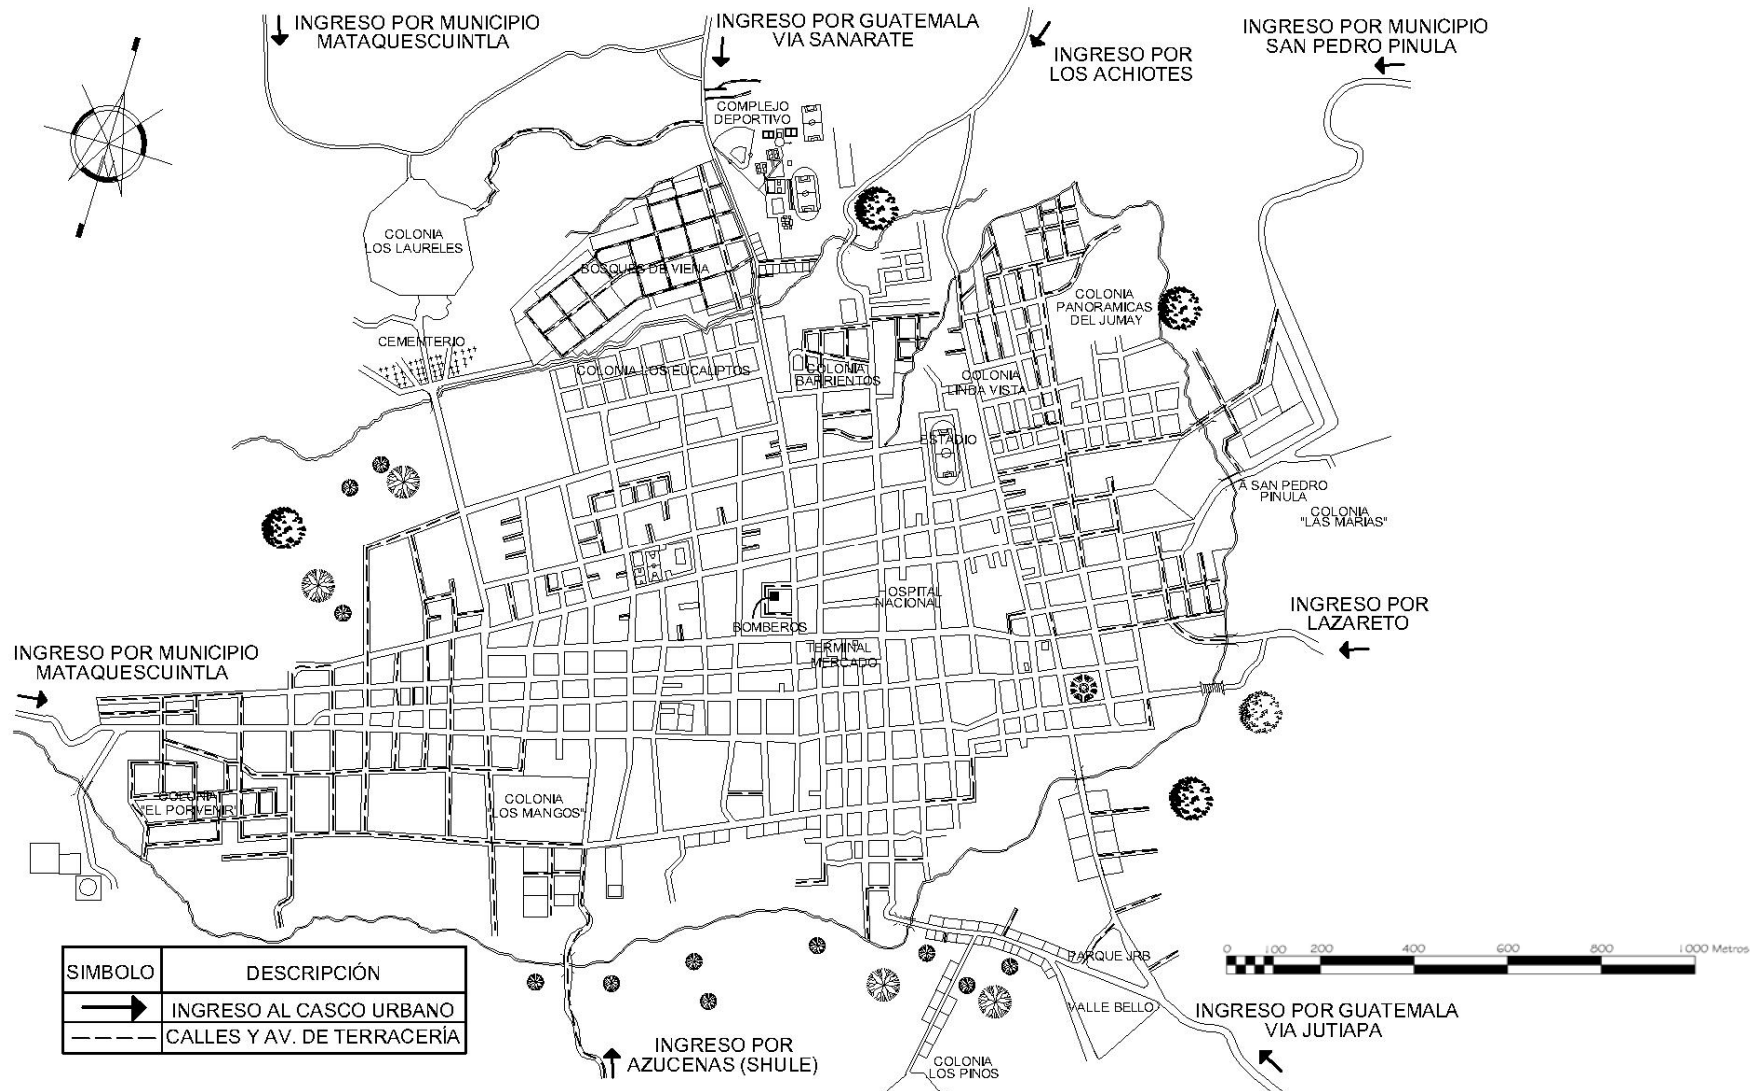 INGRESO POR MUNICIPIO
MATAQUESCUINTLA
INGRESO POR GUATEMALA
VIA SANARATE
INGRESO POR
LOS ACHIOTES
INGRESO POR MUNICIPIO
SAN PEDRO PINULA
COMPLEJO
DEPORTIVO
COLONIA
LOS LAURELES
BOSQUES DE VIENA
COLONIA
PANORAMICAS
DEL JUMAY
CEMENTERIO
COLONIA LOS EUCALIPTOS
COLONIA
BARRIENTOS
COLONIA
LINDA VISTA
ESTADIO
A SAN PEDRO
PINULA
COLONIA
"LAS MARIAS"
HOSPITAL
NACIONAL
BOMBEROS
INGRESO POR
LAZARETO
TERMINAL
MERCADO
INGRESO POR MUNICIPIO
MATAQUESCUINTLA
COLONIA
"EL PORVENIR"
COLONIA
LOS MANGOS"
PARQUE JRB
VALLE BELLO
0 100 200 400 600 800 1000 Metros
SIMBOLO DESCRIPCIÓN
INGRESO AL CASCO URBANO
CALLES Y AV. DE TERRACERÍA
INGRESO POR
AZUCENAS (SHULE)
COLONIA
LOS PINOS
INGRESO POR GUATEMALA
VIA JUTIAPA